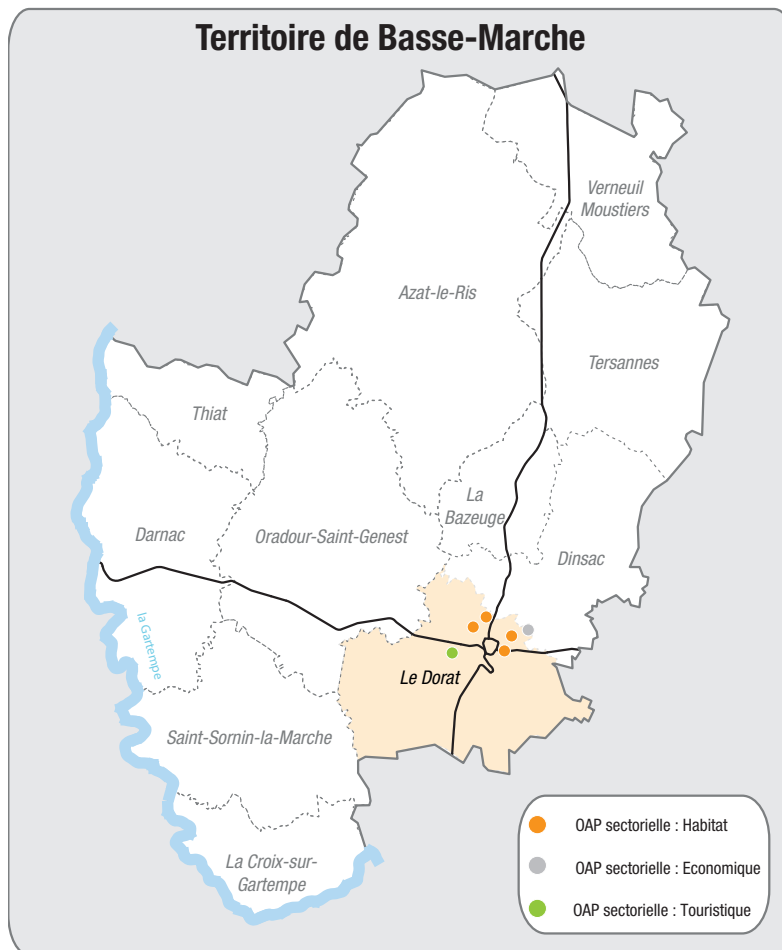 Territoire de Basse-Marche
Verneuil
Moustiers
Azat-le-Ris
Tersannes
Thiat
La
Bazeuge
Darnac
Oradour-Saint-Genest
Dinsac
la Gartempe
Le Dorat
Saint-Sornin-la-Marche
La Croix-sur-
Gartempe
OAP sectorielle : Habitat
OAP sectorielle : Economique
OAP sectorielle : Touristique